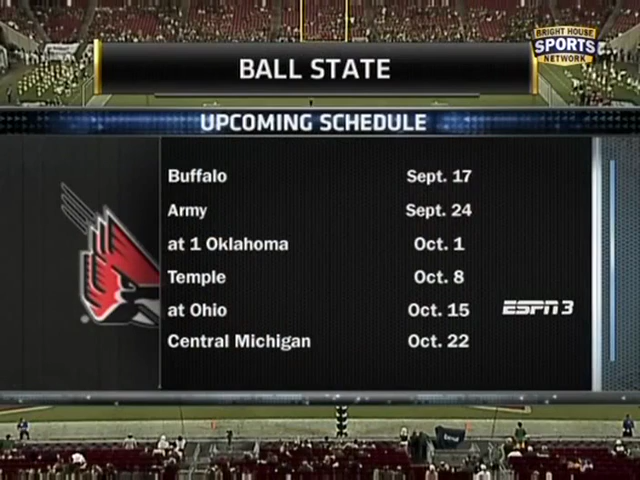 BRIGHT HOUSE
SPORTS
NETWORK
BALL STATE
UPCOMING SCHEDULE
Buffalo Sept. 17
Army Sept. 24
at 1 Oklahoma Oct. 1
Temple Oct. 8
at Ohio Oct. 15
ESPN3
Central Michigan Oct. 22